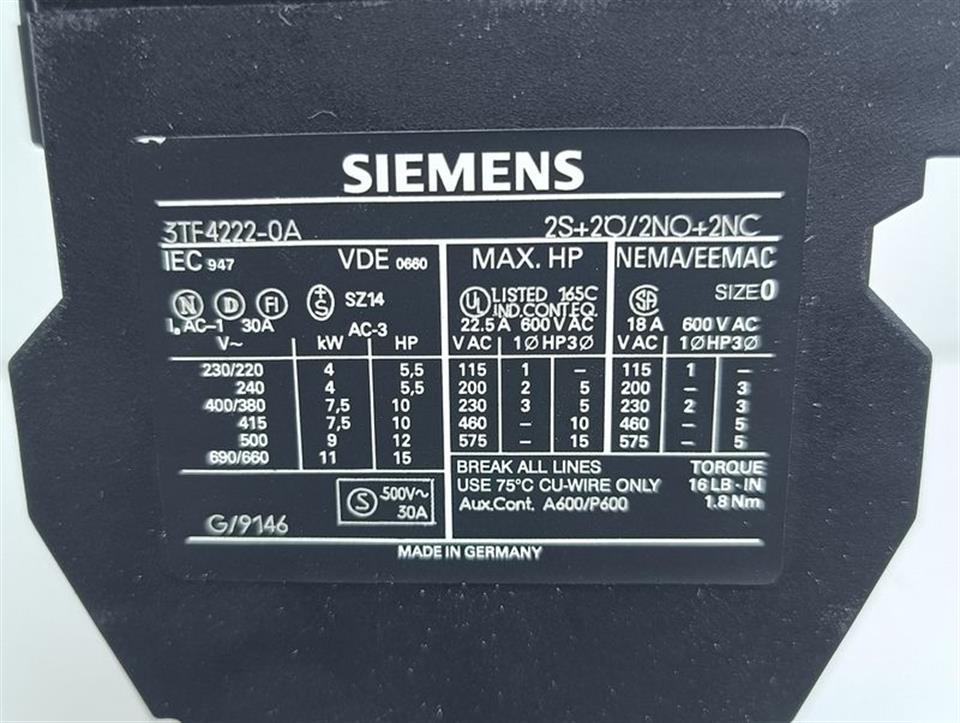 SIEMENS
3TF4222-0A 2S+2Ö/2NO+2NC
IEC 947 VDE 0660 MAX. HP NEMA/EEMAC
N D FI S SZ14 UL LISTED 165C SA SIZE 0
IND.CONT.EQ.
I. AC-1 30A AC-3 22.5A 600 V AC 18 A 600 V AC
V~ kW HP V AC 1Ø HP 3Ø V AC 1Ø HP 3Ø
230/220 4 5,5 115 1 – 115 1 –
240 4 5,5 200 2 5 200 – 3
400/380 7,5 10 230 3 5 230 2 3
415 7,5 10 460 – 10 460 – 5
500 9 12 575 – 15 575 – 5
690/660 11 15
BREAK ALL LINES TORQUE
USE 75°C CU-WIRE ONLY 16 LB·IN
Aux.Cont. A600/P600 1.8 Nm
S 500V~
30A
G/9146
MADE IN GERMANY